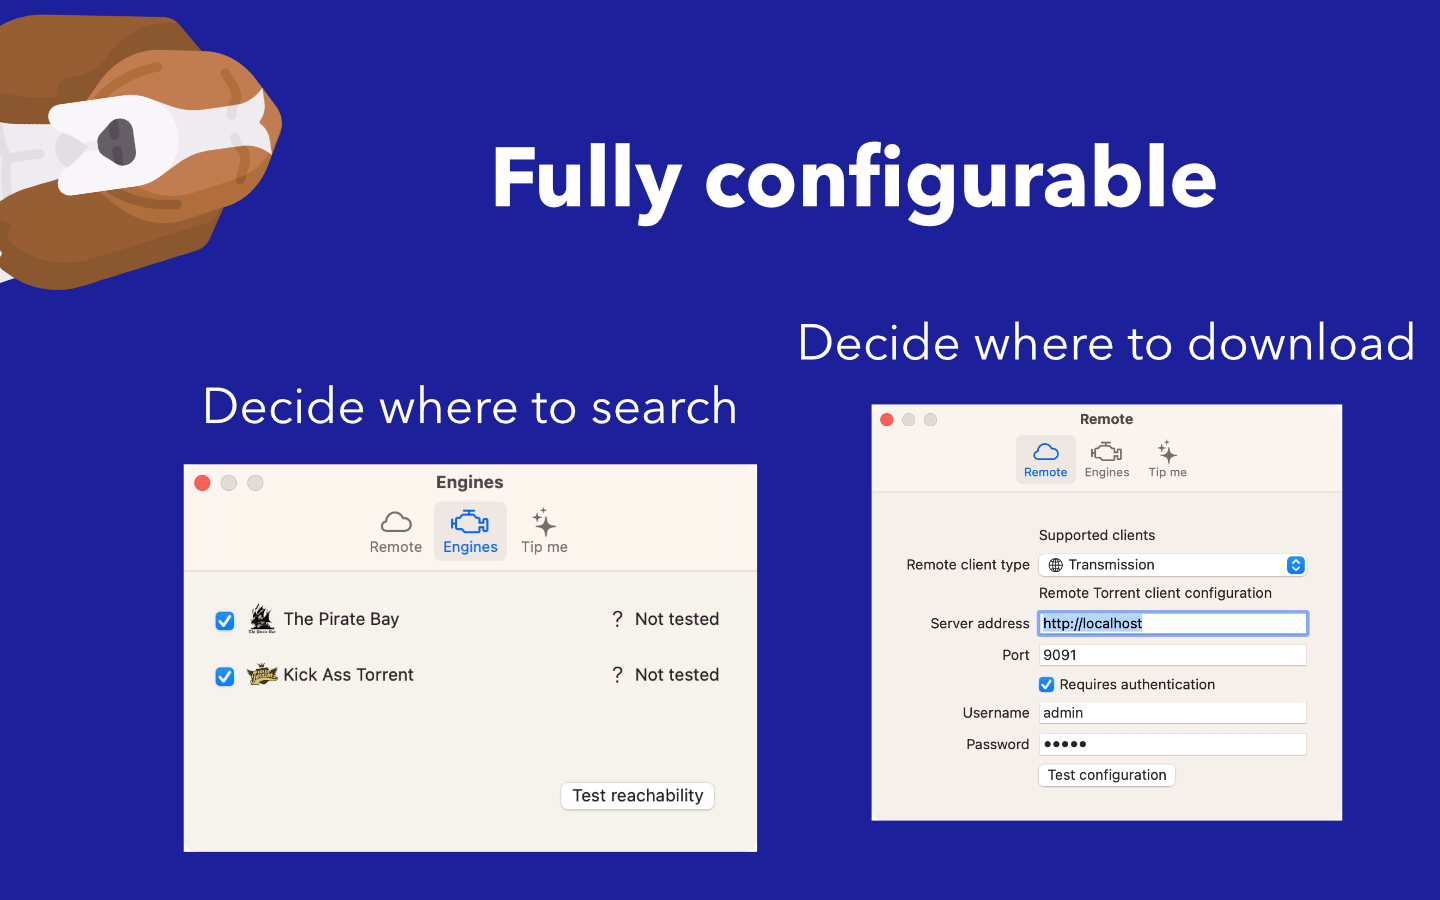 Fully configurable
Decide where to search
Engines
Remote
Engines
Tip me
The Pirate Bay
? Not tested
Kick Ass Torrent
? Not tested
Test reachability
Decide where to download
Remote
Remote
Engines
Tip me
Supported clients
Remote client type
Transmission
Remote Torrent client configuration
Server address
http://localhost
Port
9091
Requires authentication
Username
admin
Password
•••••
Test configuration